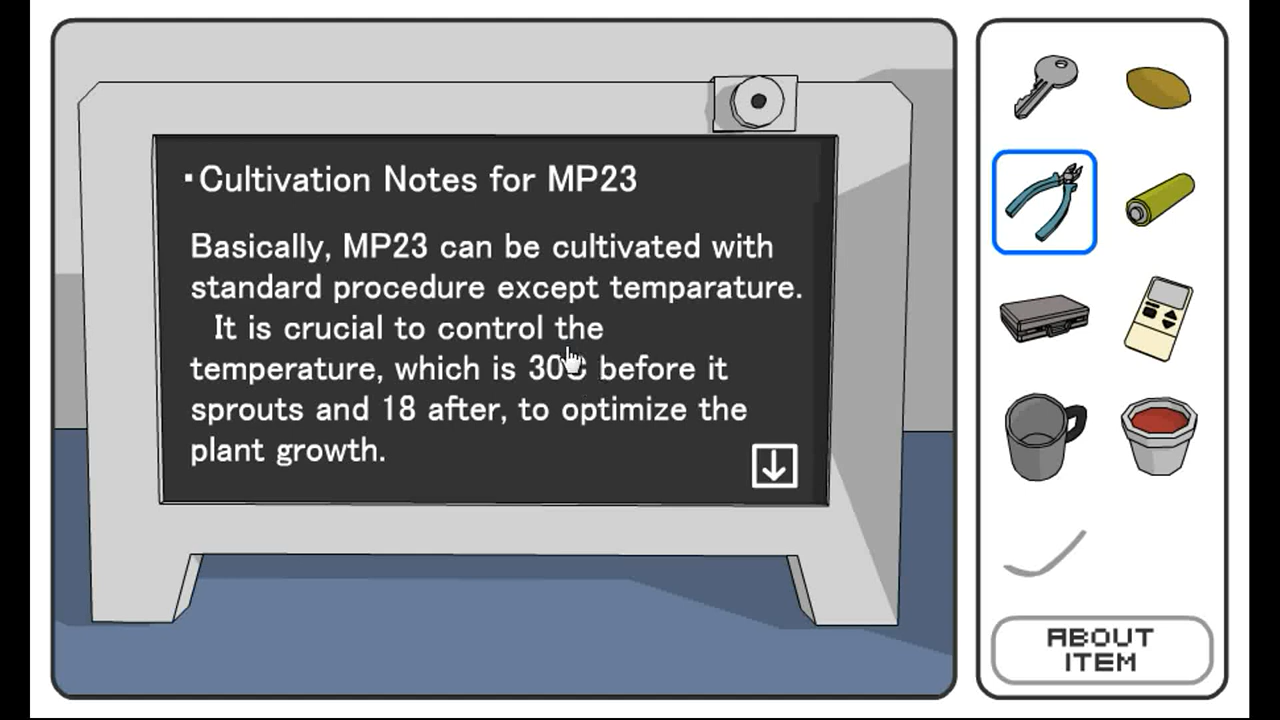 ·Cultivation Notes for MP23
Basically, MP23 can be cultivated with
standard procedure except temparature.
It is crucial to control the
temperature, which is 30℃ before it
sprouts and 18 after, to optimize the
plant growth.
ABOUT
ITEM